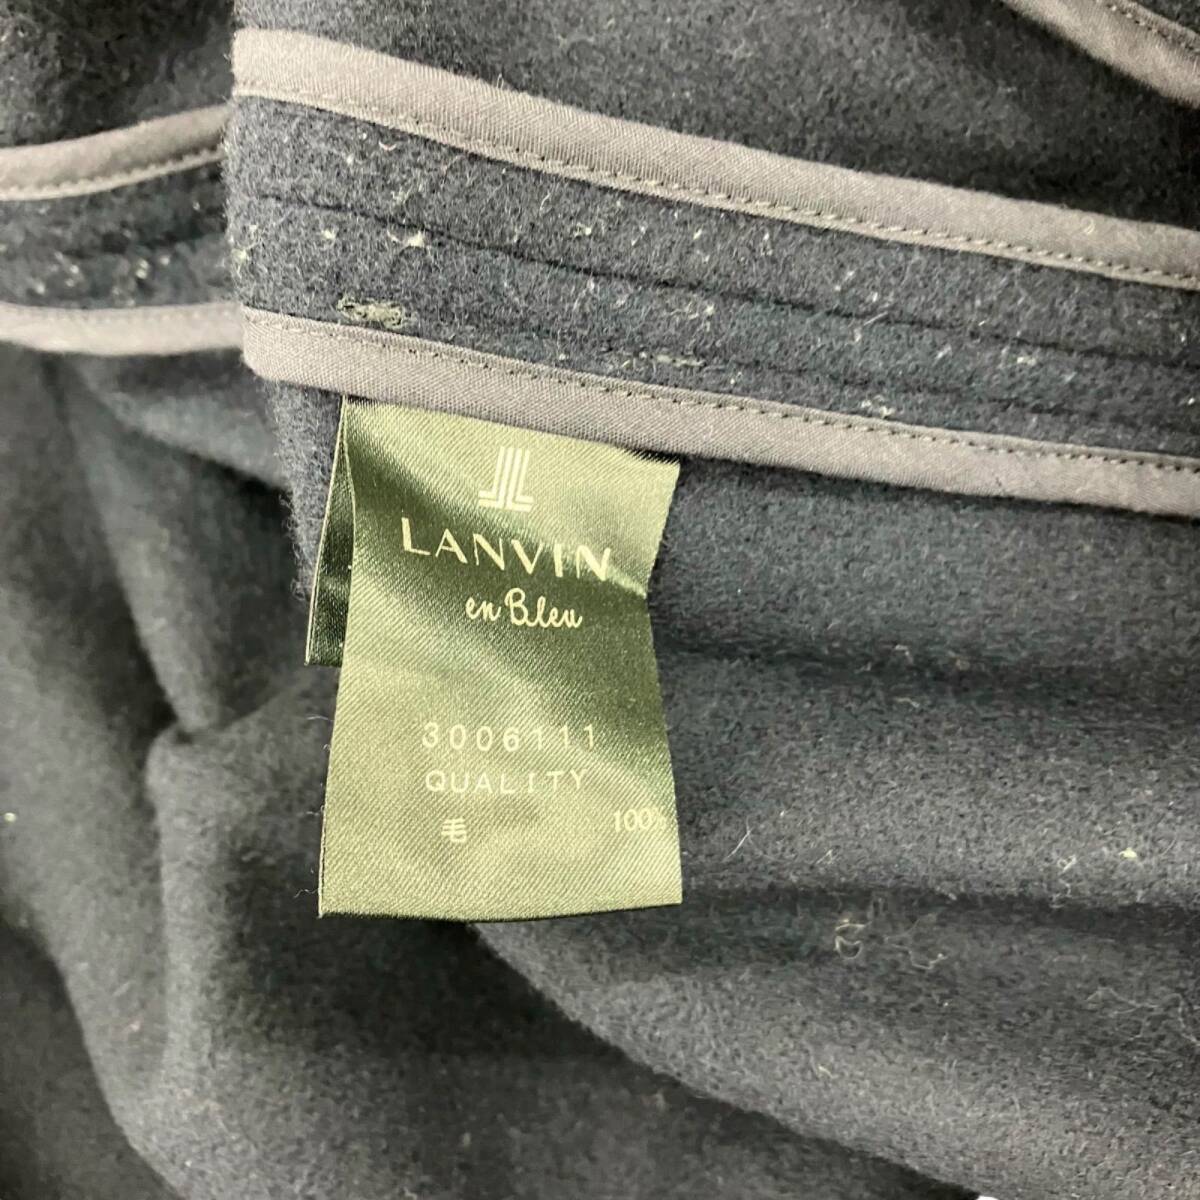 LANVIN
en Bleu
3006111
QUALITY
毛 100%